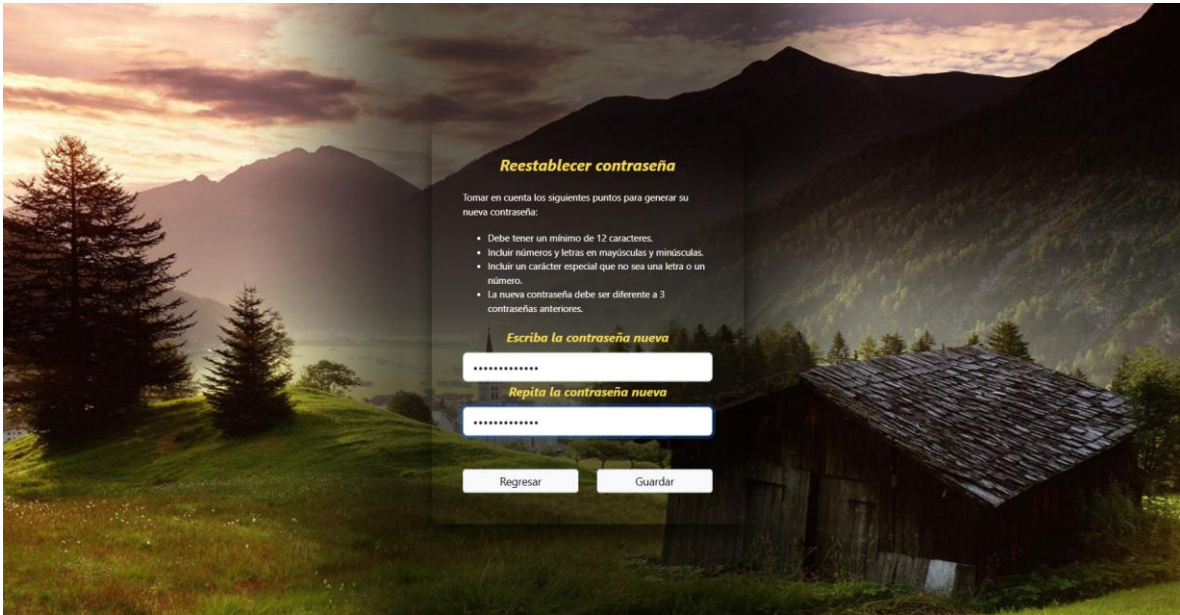 Reestablecer contraseña
Tomar en cuenta los siguientes puntos para generar su
nueva contraseña:
• Debe tener un mínimo de 12 caracteres.
• Incluir números y letras en mayúsculas y minúsculas.
• Incluir un carácter especial que no sea una letra o un
número.
• La nueva contraseña debe ser diferente a 3
contraseñas anteriores.
Escriba la contraseña nueva
•••••••••••••
Repita la contraseña nueva
•••••••••••••
Regresar Guardar